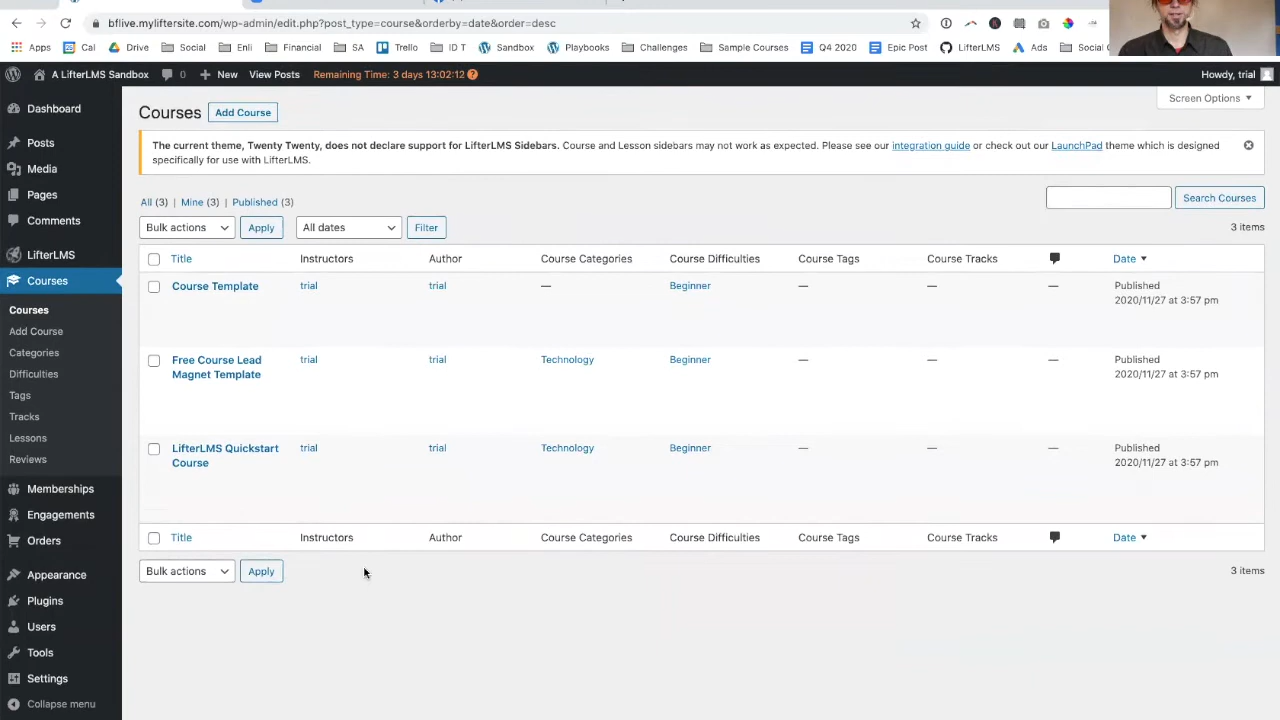 bflive.myliftersite.com/wp-admin/edit.php?post_type=course&orderby=date&order=desc
Apps Cal Drive Social Enli Financial SA Trello ID T Sandbox Playbooks Challenges Sample Courses Q4 2020 Epic Post LifterLMS Ads Social
A LifterLMS Sandbox 0 New View Posts Remaining Time: 3 days 13:02:12 Howdy, trial
Dashboard
Posts
Media
Pages
Comments
LifterLMS
Courses
Courses
Add Course
Categories
Difficulties
Tags
Tracks
Lessons
Reviews
Memberships
Engagements
Orders
Appearance
Plugins
Users
Tools
Settings
Collapse menu
Screen Options
Courses Add Course
The current theme, Twenty Twenty, does not declare support for LifterLMS Sidebars. Course and Lesson sidebars may not work as expected. Please see our integration guide or check out our LaunchPad theme which is designed
specifically for use with LifterLMS.
All (3) | Mine (3) | Published (3)
Search Courses
Bulk actions Apply All dates Filter 3 items
Title Instructors Author Course Categories Course Difficulties Course Tags Course Tracks Date
Course Template trial trial — Beginner — — — Published
2020/11/27 at 3:57 pm
Free Course Lead trial trial Technology Beginner — — — Published
Magnet Template 2020/11/27 at 3:57 pm
LifterLMS Quickstart trial trial Technology Beginner — — — Published
Course 2020/11/27 at 3:57 pm
Title Instructors Author Course Categories Course Difficulties Course Tags Course Tracks Date
Bulk actions Apply 3 items